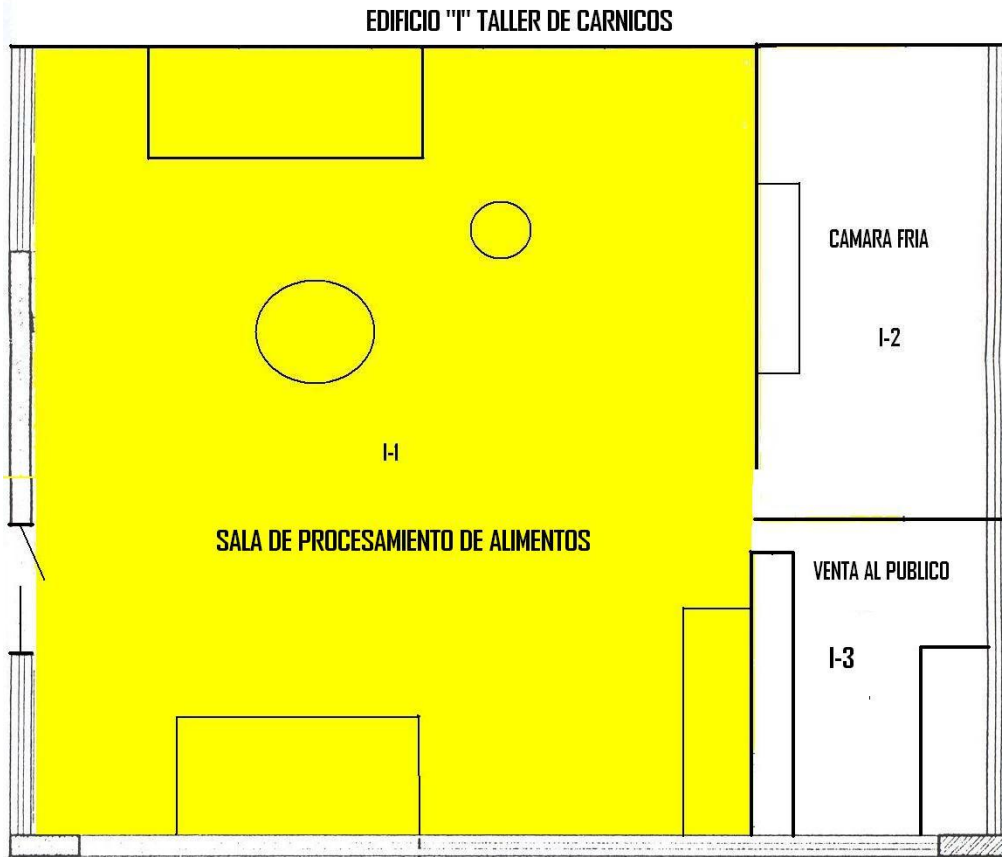 EDIFICIO "I" TALLER DE CARNICOS
CAMARA FRIA
I-2
I-1
SALA DE PROCESAMIENTO DE ALIMENTOS
VENTA AL PUBLICO
I-3